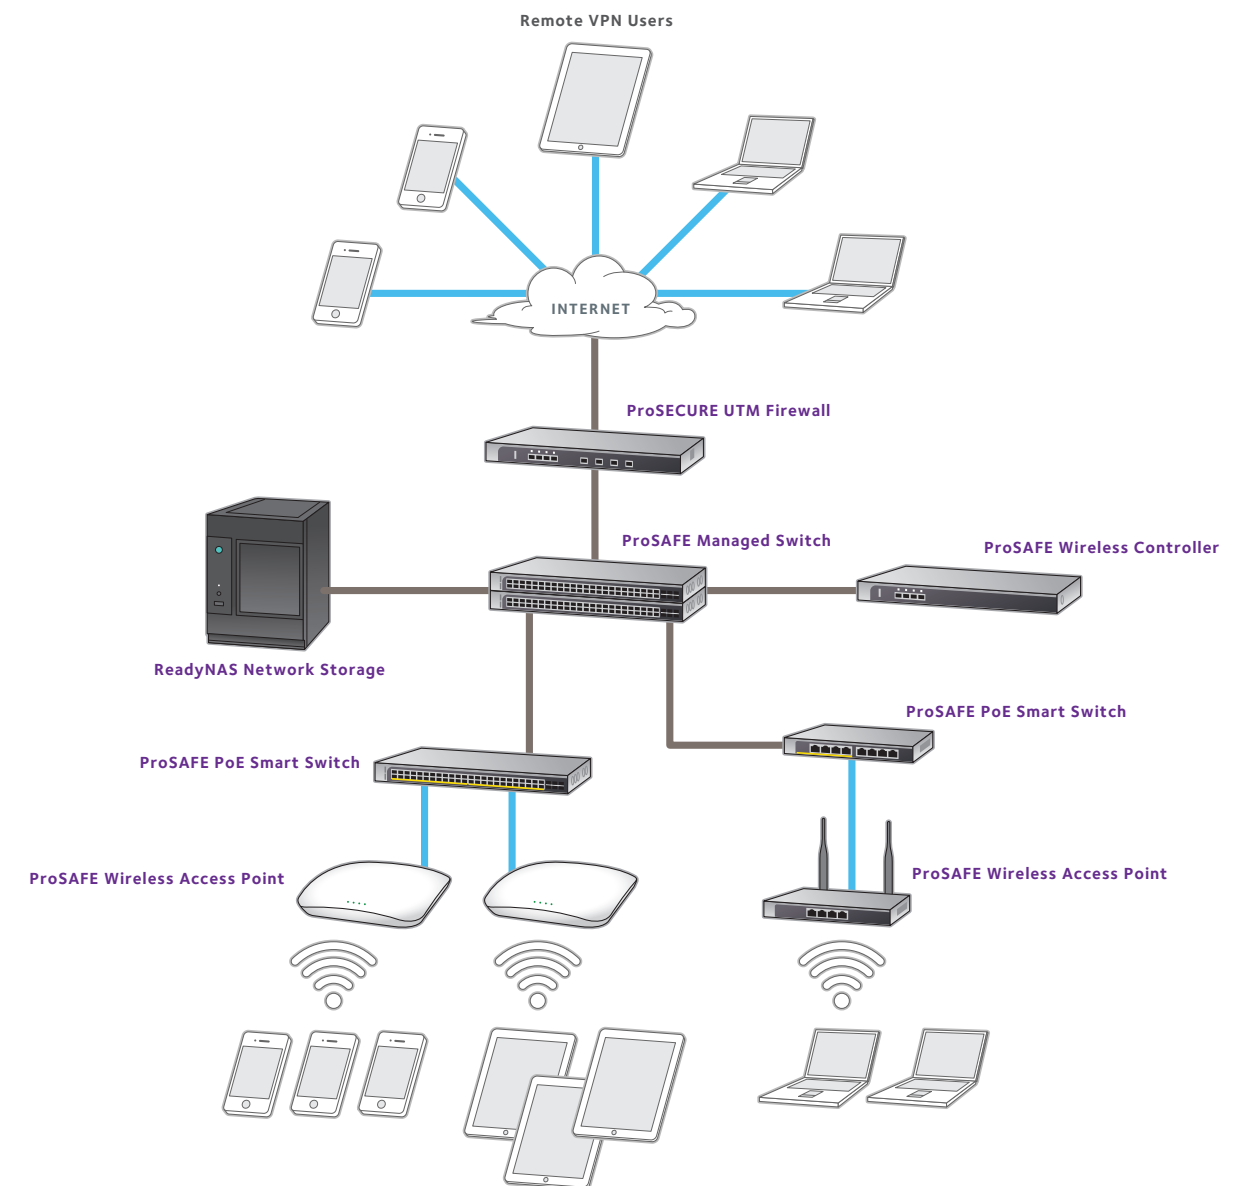 Remote VPN Users
INTERNET
ProSECURE UTM Firewall
ProSAFE Managed Switch
ProSAFE Wireless Controller
ReadyNAS Network Storage
ProSAFE PoE Smart Switch
ProSAFE PoE Smart Switch
ProSAFE Wireless Access Point
ProSAFE Wireless Access Point